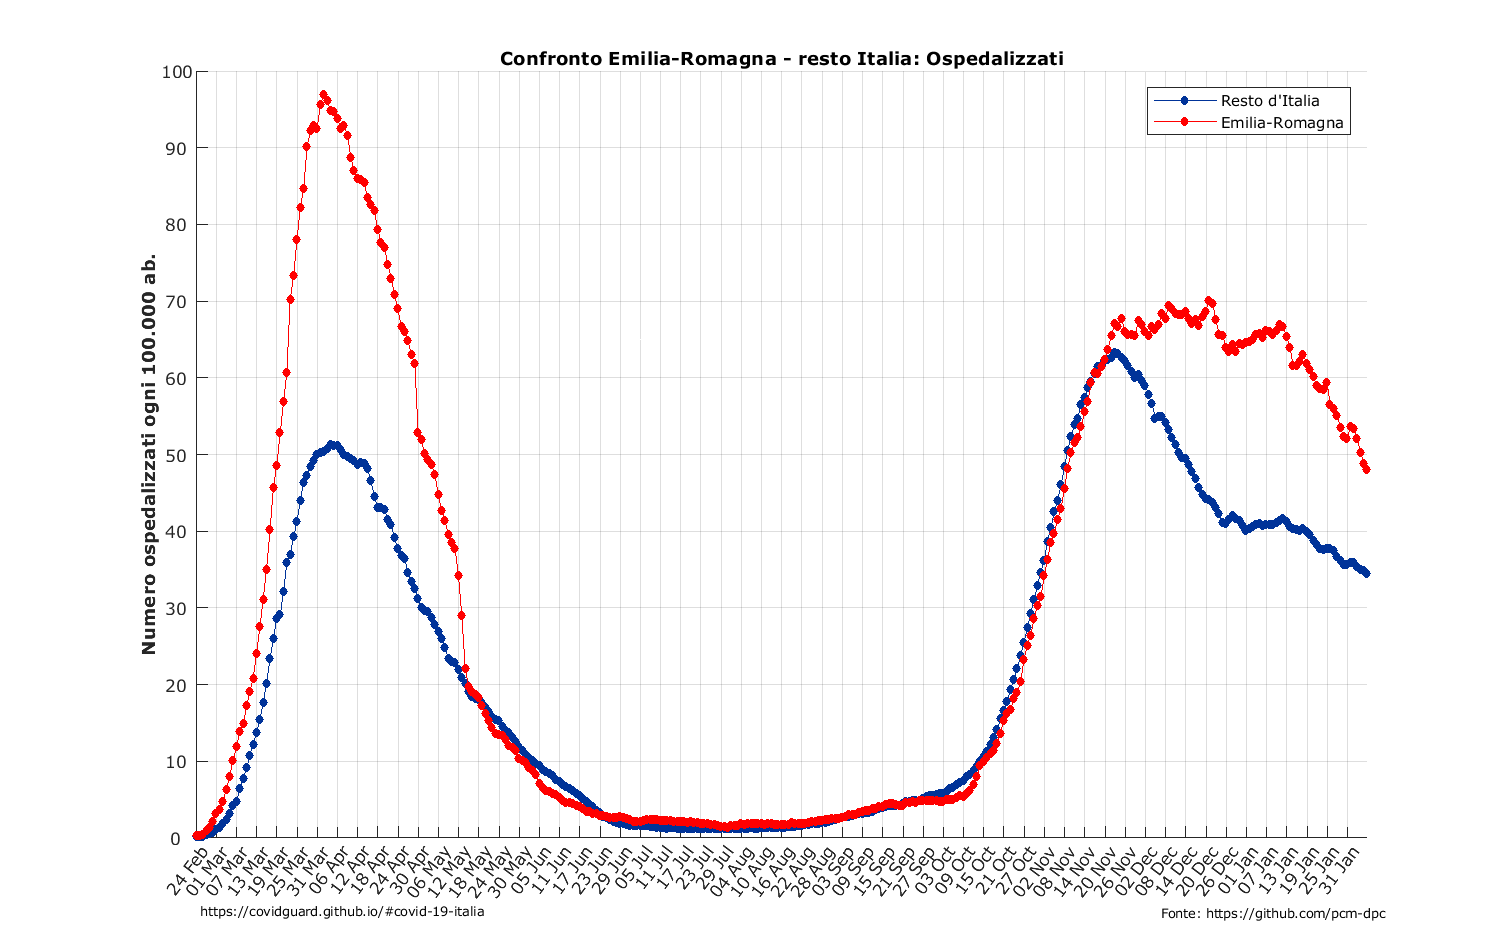 Confronto Emilia-Romagna - resto Italia: Ospedalizzati
Resto d'Italia
Emilia-Romagna
Numero ospedalizzati ogni 100.000 ab.
100
90
80
70
60
50
40
30
20
10
0
24 Feb
01 Mar
07 Mar
13 Mar
19 Mar
25 Mar
31 Mar
06 Apr
12 Apr
18 Apr
24 Apr
30 Apr
06 May
12 May
18 May
24 May
30 May
05 Jun
11 Jun
17 Jun
23 Jun
29 Jun
05 Jul
11 Jul
17 Jul
23 Jul
29 Jul
04 Aug
10 Aug
16 Aug
22 Aug
28 Aug
03 Sep
09 Sep
15 Sep
21 Sep
27 Sep
03 Oct
09 Oct
15 Oct
21 Oct
27 Oct
02 Nov
08 Nov
14 Nov
20 Nov
26 Nov
02 Dec
08 Dec
14 Dec
20 Dec
26 Dec
01 Jan
07 Jan
13 Jan
19 Jan
25 Jan
31 Jan
https://covidguard.github.io/#covid-19-italia
Fonte: https://github.com/pcm-dpc